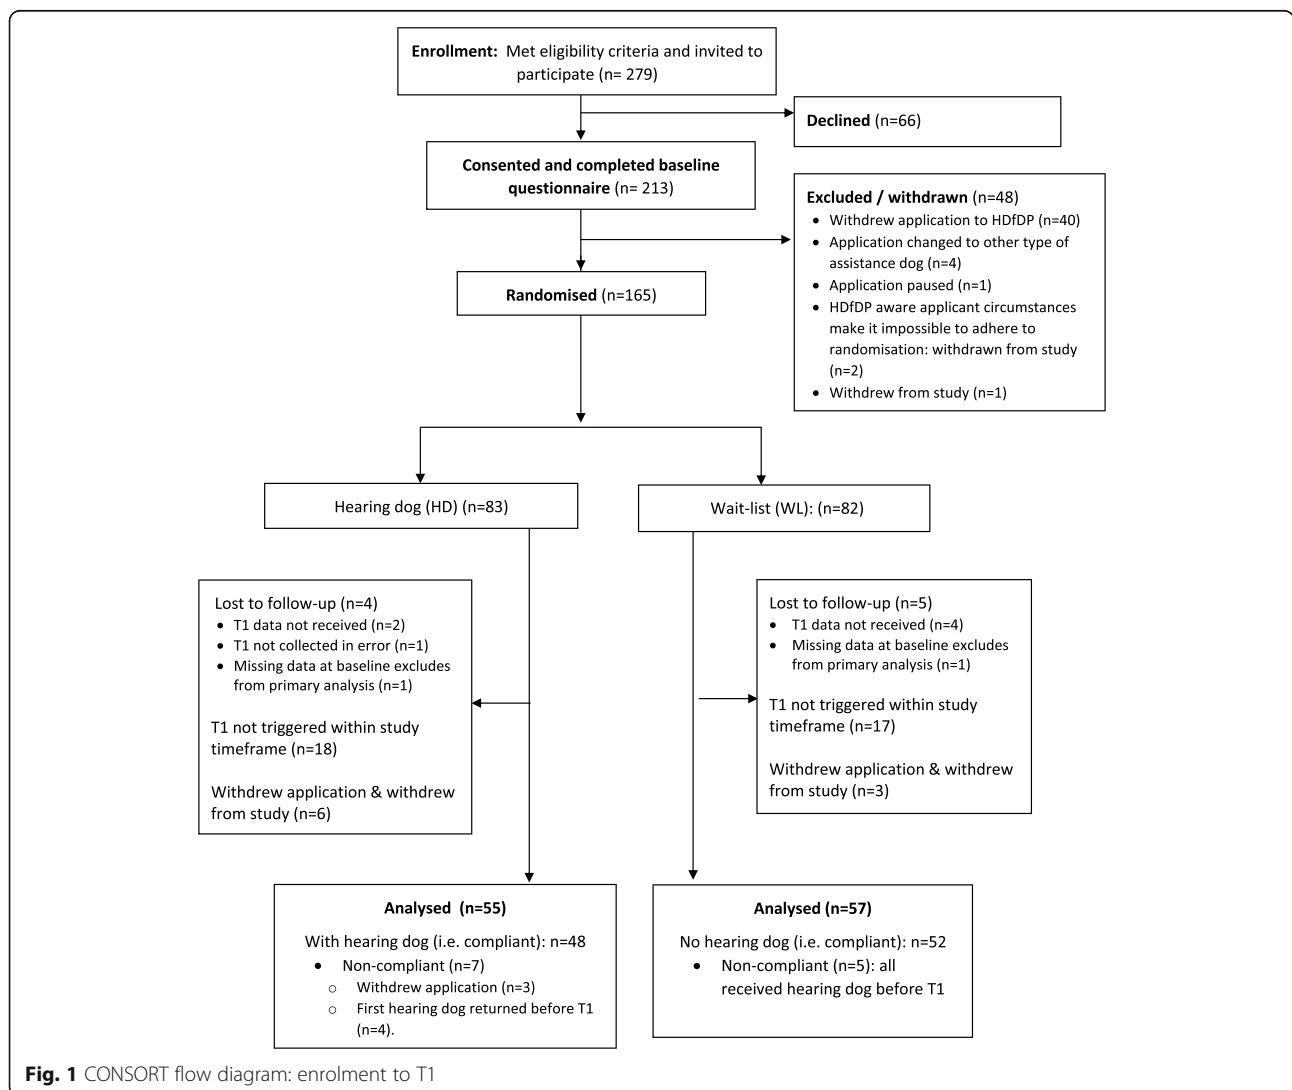 Enrollment: Met eligibility criteria and invited to
participate (n= 279)
Declined (n=66)
Consented and completed baseline
questionnaire (n= 213)
Excluded / withdrawn (n=48)
• Withdrew application to HDfDP (n=40)
• Application changed to other type of
assistance dog (n=4)
• Application paused (n=1)
• HDfDP aware applicant circumstances
make it impossible to adhere to
randomisation: withdrawn from study
(n=2)
• Withdrew from study (n=1)
Randomised (n=165)
Hearing dog (HD) (n=83)
Wait-list (WL): (n=82)
Lost to follow-up (n=4)
• T1 data not received (n=2)
• T1 not collected in error (n=1)
• Missing data at baseline excludes
from primary analysis (n=1)
T1 not triggered within study
timeframe (n=18)
Withdrew application & withdrew
from study (n=6)
Lost to follow-up (n=5)
• T1 data not received (n=4)
• Missing data at baseline excludes
from primary analysis (n=1)
T1 not triggered within study
timeframe (n=17)
Withdrew application & withdrew
from study (n=3)
Analysed (n=55)
With hearing dog (i.e. compliant): n=48
• Non-compliant (n=7)
○ Withdrew application (n=3)
○ First hearing dog returned before T1
(n=4).
Analysed (n=57)
No hearing dog (i.e. compliant): n=52
• Non-compliant (n=5): all
received hearing dog before T1
Fig. 1 CONSORT flow diagram: enrolment to T1